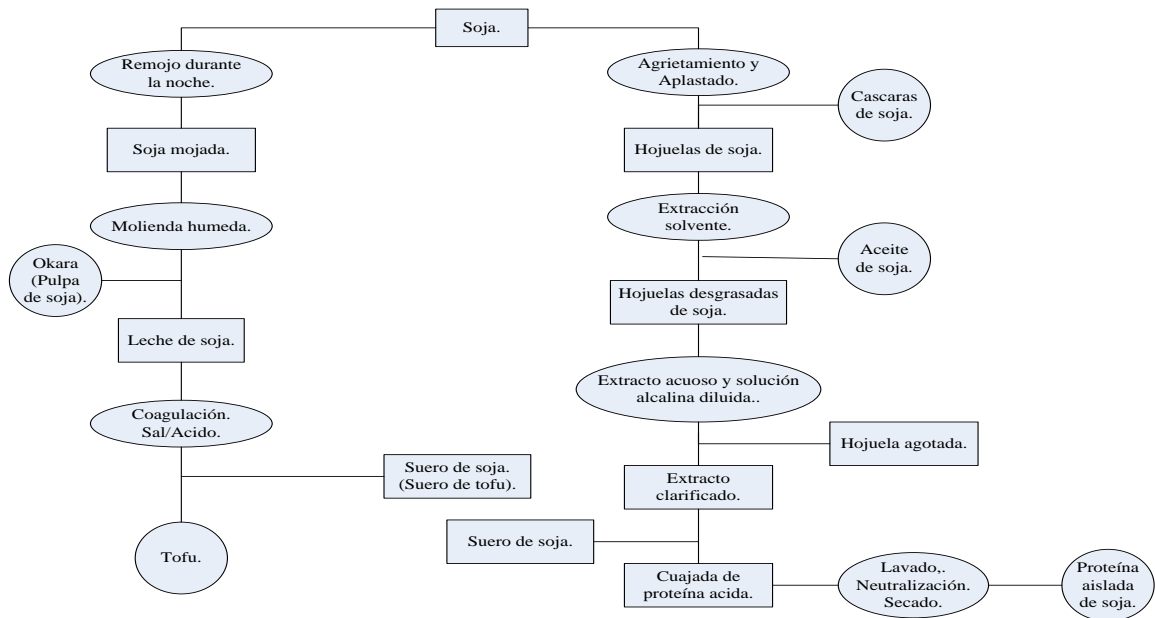 Soja.
Remojo durante
la noche.
Soja mojada.
Molienda humeda.
Okara
(Pulpa
de soja).
Leche de soja.
Coagulación.
Sal/Acido.
Suero de soja.
(Suero de tofu).
Tofu.
Agrietamiento y
Aplastado.
Cascaras
de soja.
Hojuelas de soja.
Extracción
solvente.
Aceite
de soja.
Hojuelas desgrasadas
de soja.
Extracto acuoso y solución
alcalina diluida..
Hojuela agotada.
Extracto
clarificado.
Suero de soja.
Cuajada de
proteína acida.
Lavado,.
Neutralización.
Secado.
Proteína
aislada
de soja.